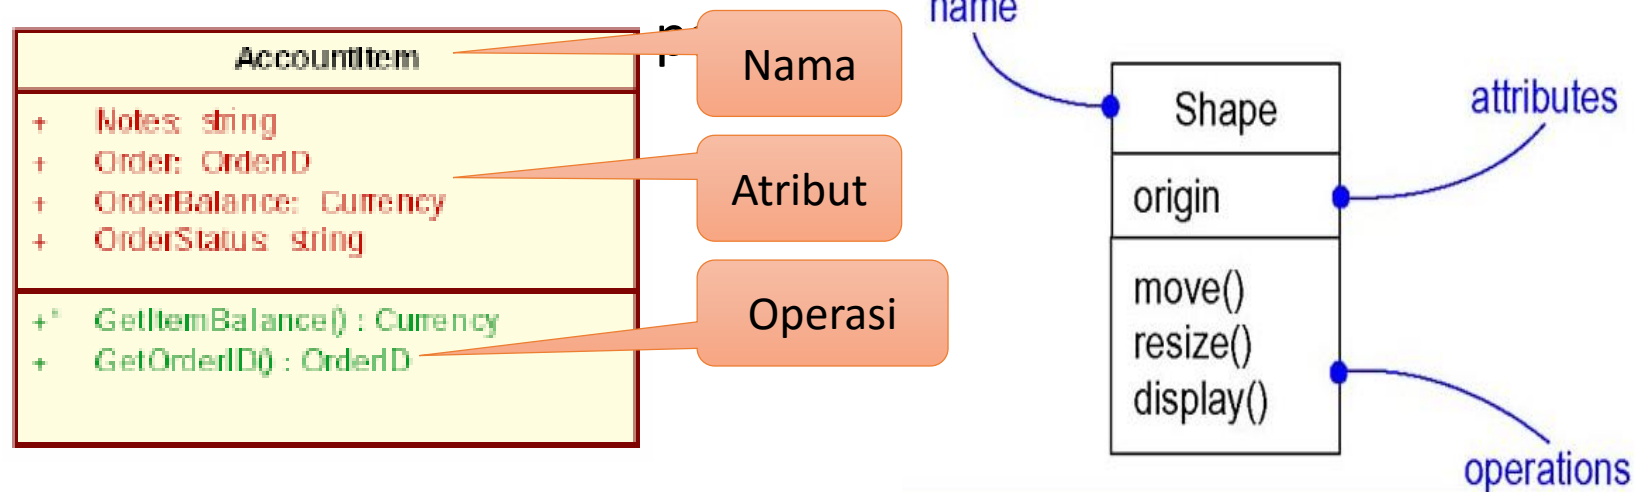 AccountItem
+ Notes: string
+ Order: OrderID
+ OrderBalance: Currency
+ OrderStatus: string
+* GetItemBalance() : Currency
+ GetOrderID() : OrderID
Nama
Atribut
Operasi
name
Shape
attributes
origin
move()
resize()
display()
operations